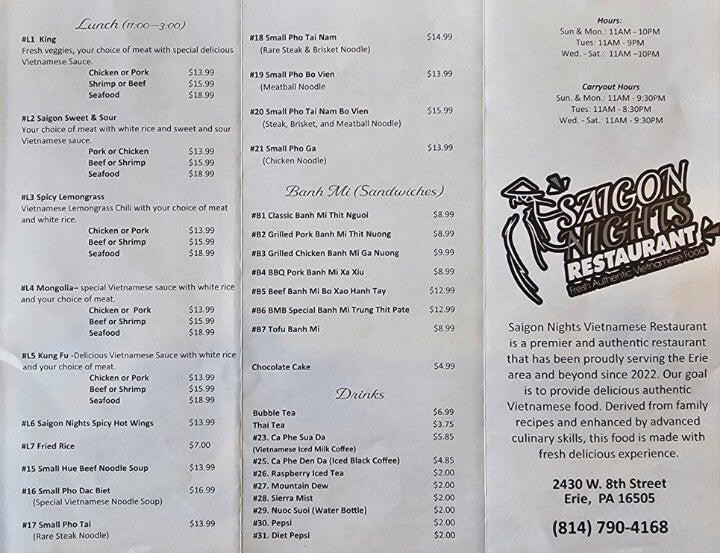 Lunch (11:00—3:00)
#L1 King
Fresh veggies, your choice of meat with special delicious
Vietnamese Sauce.
Chicken or Pork $13.99
Shrimp or Beef $15.99
Seafood $18.99
#L2 Saigon Sweet & Sour
Your choice of meat with white rice and sweet and sour
Vietnamese sauce.
Pork or Chicken $13.99
Beef or Shrimp $15.99
Seafood $18.99
#L3 Spicy Lemongrass
Vietnamese Lemongrass Chili with your choice of meat
and white rice.
Chicken or Pork $13.99
Beef or Shrimp $15.99
Seafood $18.99
#L4 Mongolia– special Vietnamese sauce with white rice
and your choice of meat.
Chicken or Pork $13.99
Beef or Shrimp $15.99
Seafood $18.99
#L5 Kung Fu -Delicious Vietnamese Sauce with white rice
and your choice of meat.
Chicken or Pork $13.99
Beef or Shrimp $15.99
Seafood $18.99
#L6 Saigon Nights Spicy Hot Wings $13.99
#L7 Fried Rice $7.00
#15 Small Hue Beef Noodle Soup $13.99
#16 Small Pho Dac Biet $16.99
(Special Vietnamese Noodle Soup)
#17 Small Pho Tai $13.99
(Rare Steak Noodle)
#18 Small Pho Tai Nam $14.99
(Rare Steak & Brisket Noodle)
#19 Small Pho Bo Vien $13.99
(Meatball Noodle
#20 Small Pho Tai Nam Bo Vien $15.99
(Steak, Brisket, and Meatball Noodle)
#21 Small Pho Ga $13.99
(Chicken Noodle)
Banh Mi (Sandwiches)
#B1 Classic Banh Mi Thit Nguoi $8.99
#B2 Grilled Pork Banh Mi Thit Nuong $8.99
#B3 Grilled Chicken Banh Mi Ga Nuong $9.99
#B4 BBQ Pork Banh Mi Xa Xiu $8.99
#B5 Beef Banh Mi Bo Xao Hanh Tay $12.99
#B6 BMB Special Banh Mi Trung Thit Pate $12.99
#B7 Tofu Banh Mi $8.99
Chocolate Cake $4.99
Drinks
Bubble Tea $6.99
Thai Tea $3.75
#23. Ca Phe Sua Da $5.85
(Vietnamese Iced Milk Coffee)
#25. Ca Phe Den Da (Iced Black Coffee) $4.85
#26. Raspberry Iced Tea $2.00
#27. Mountain Dew $2.00
#28. Sierra Mist $2.00
#29. Nuoc Suoi (Water Bottle) $2.00
#30. Pepsi $2.00
#31. Diet Pepsi $2.00
Hours:
Sun & Mon.: 11AM - 10PM
Tues: 11AM - 9PM
Wed. - Sat.: 11AM –10PM
Carryout Hours
Sun. & Mon.: 11AM - 9:30PM
Tues: 11AM - 8:30PM
Wed. - Sat.: 11AM - 9:30PM
SAIGON
NIGHTS
RESTAURANT
Fresh Authentic Vietnamese Food
Saigon Nights Vietnamese Restaurant
is a premier and authentic restaurant
that has been proudly serving the Erie
area and beyond since 2022. Our goal
is to provide delicious authentic
Vietnamese food. Derived from family
recipes and enhanced by advanced
culinary skills, this food is made with
fresh delicious experience.
2430 W. 8th Street
Erie, PA 16505
(814) 790-4168